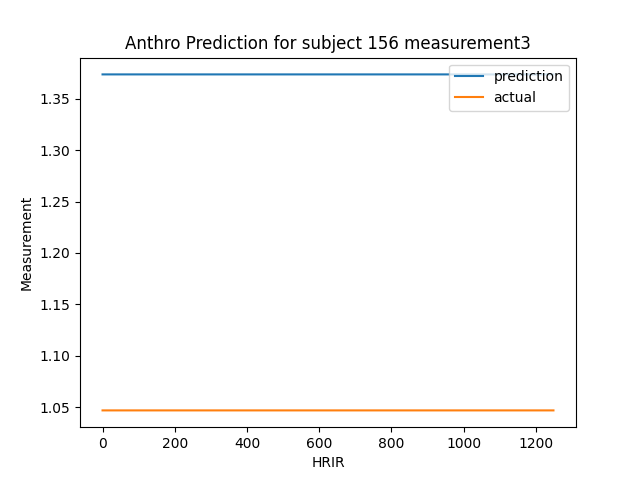 Anthro Prediction for subject 156 measurement3
prediction
actual
1.35
1.30
1.25
1.20
1.15
1.10
1.05
Measurement
0 200 400 600 800 1000 1200
HRIR